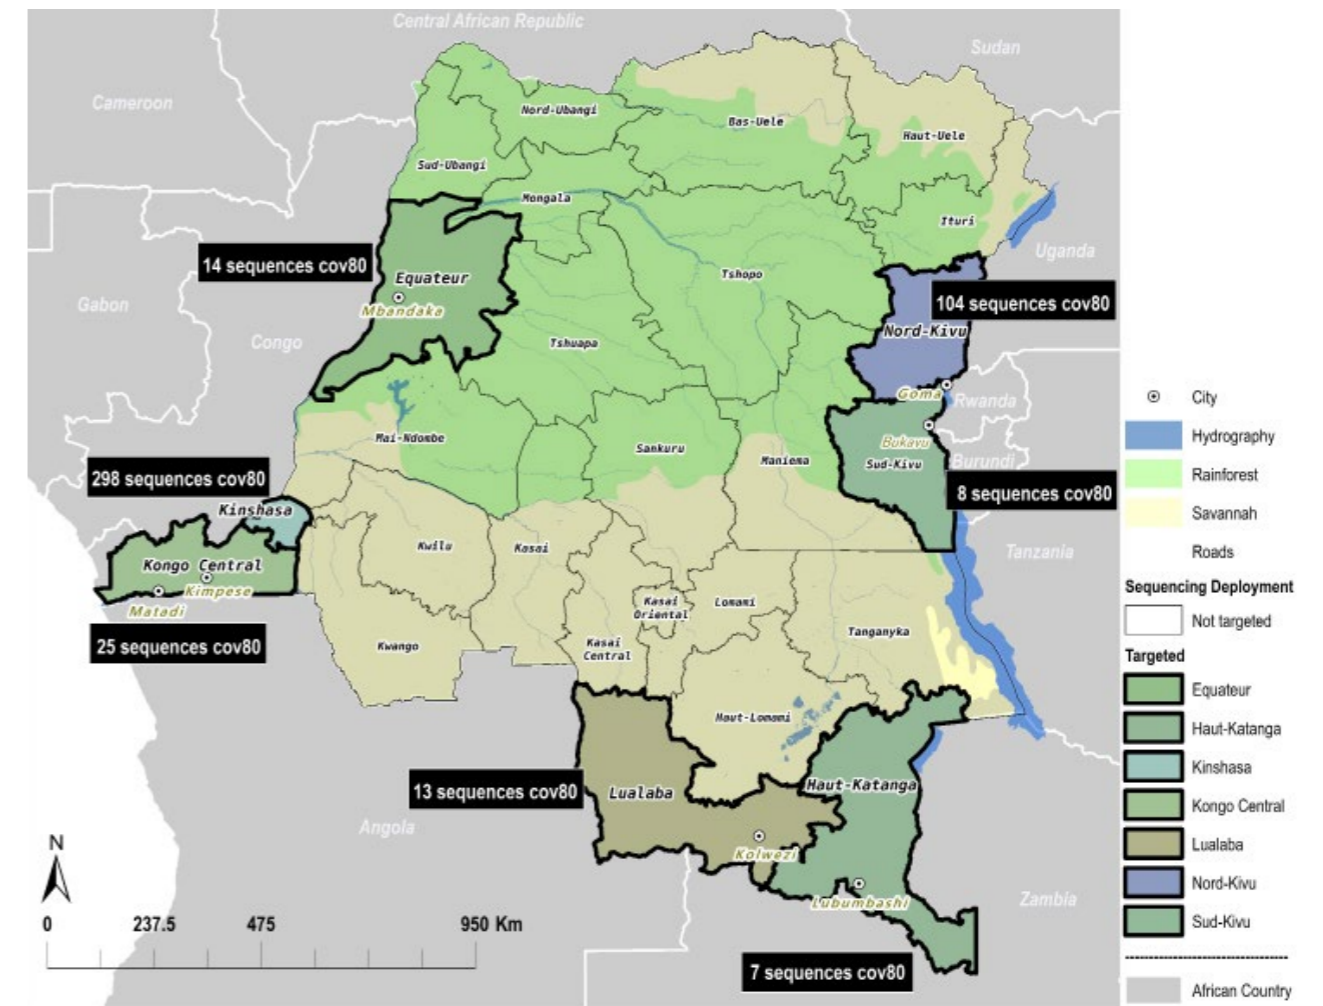 Central African Republic
Sudan
Cameroon
Nord-Ubangi
Bas-Uele
Haut-Uele
Sud-Ubangi
Mongala
Ituri
Uganda
14 sequences cov80
Equateur
Mbandaka
Tshopo
104 sequences cov80
Gabon
Congo
Nord-Kivu
Tshuapa
Goma
Rwanda
Mai-Ndombe
Sankuru
Maniema
Bukavu
Sud-Kivu
Burundi
298 sequences cov80
8 sequences cov80
Kinshasa
Kwilu
Kasai
Tanzania
Kongo Central
Kimpese
Matadi
Kasai
Oriental
Lomami
Tanganyika
25 sequences cov80
Kwango
Kasai
Central
Haut-Lomami
13 sequences cov80
Lualaba
Haut-Katanga
Angola
Kolwezi
Lubumbashi
Zambia
7 sequences cov80
N
0 237.5 475 950 Km
City
Hydrography
Rainforest
Savannah
Roads
Sequencing Deployment
Not targeted
Targeted
Equateur
Haut-Katanga
Kinshasa
Kongo Central
Lualaba
Nord-Kivu
Sud-Kivu
African Country